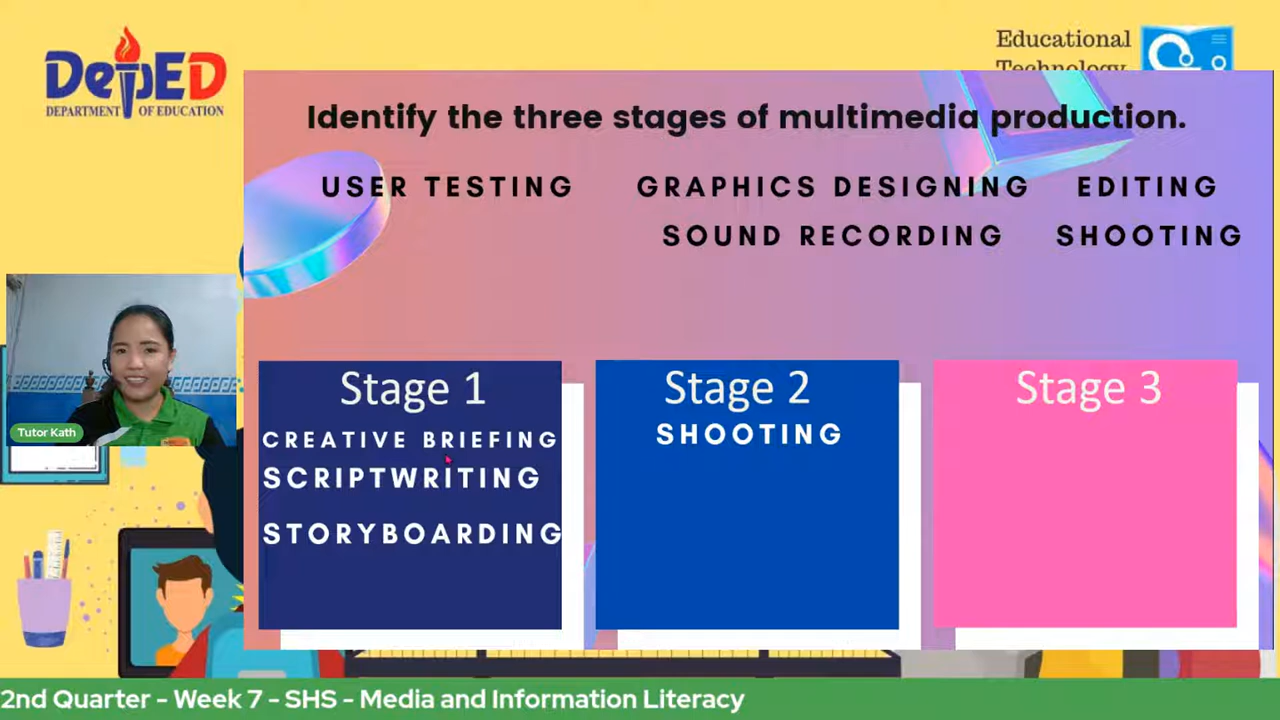 DepED
DEPARTMENT OF EDUCATION
Educational
Technology
Identify the three stages of multimedia production.
USER TESTING GRAPHICS DESIGNING EDITING
SOUND RECORDING SHOOTING
Stage 1
CREATIVE BRIEFING
SCRIPTWRITING
STORYBOARDING
Stage 2
SHOOTING
Stage 3
Tutor Kath
2nd Quarter - Week 7 - SHS - Media and Information Literacy